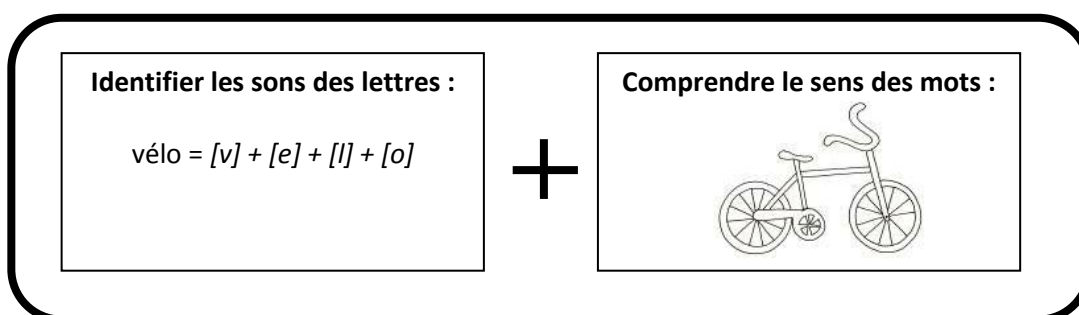 Identifier les sons des lettres :
vélo = [v] + [e] + [l] + [o]
+
Comprendre le sens des mots :